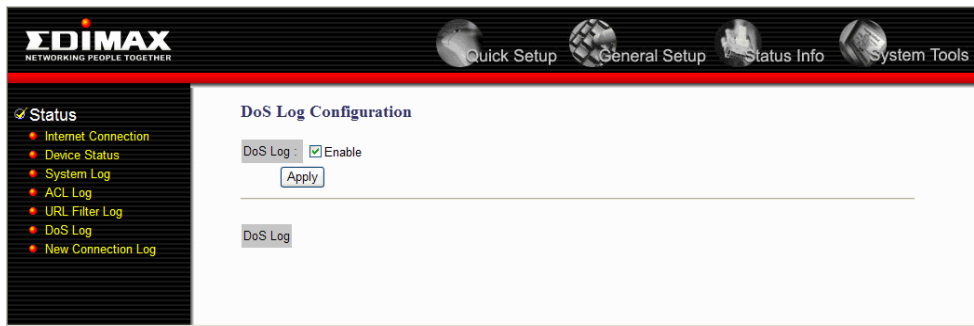 EDIMAX
NETWORKING PEOPLE TOGETHER
Quick Setup
General Setup
Status Info
System Tools
Status
Internet Connection
Device Status
System Log
ACL Log
URL Filter Log
DoS Log
New Connection Log
DoS Log Configuration
DoS Log : Enable
Apply
DoS Log